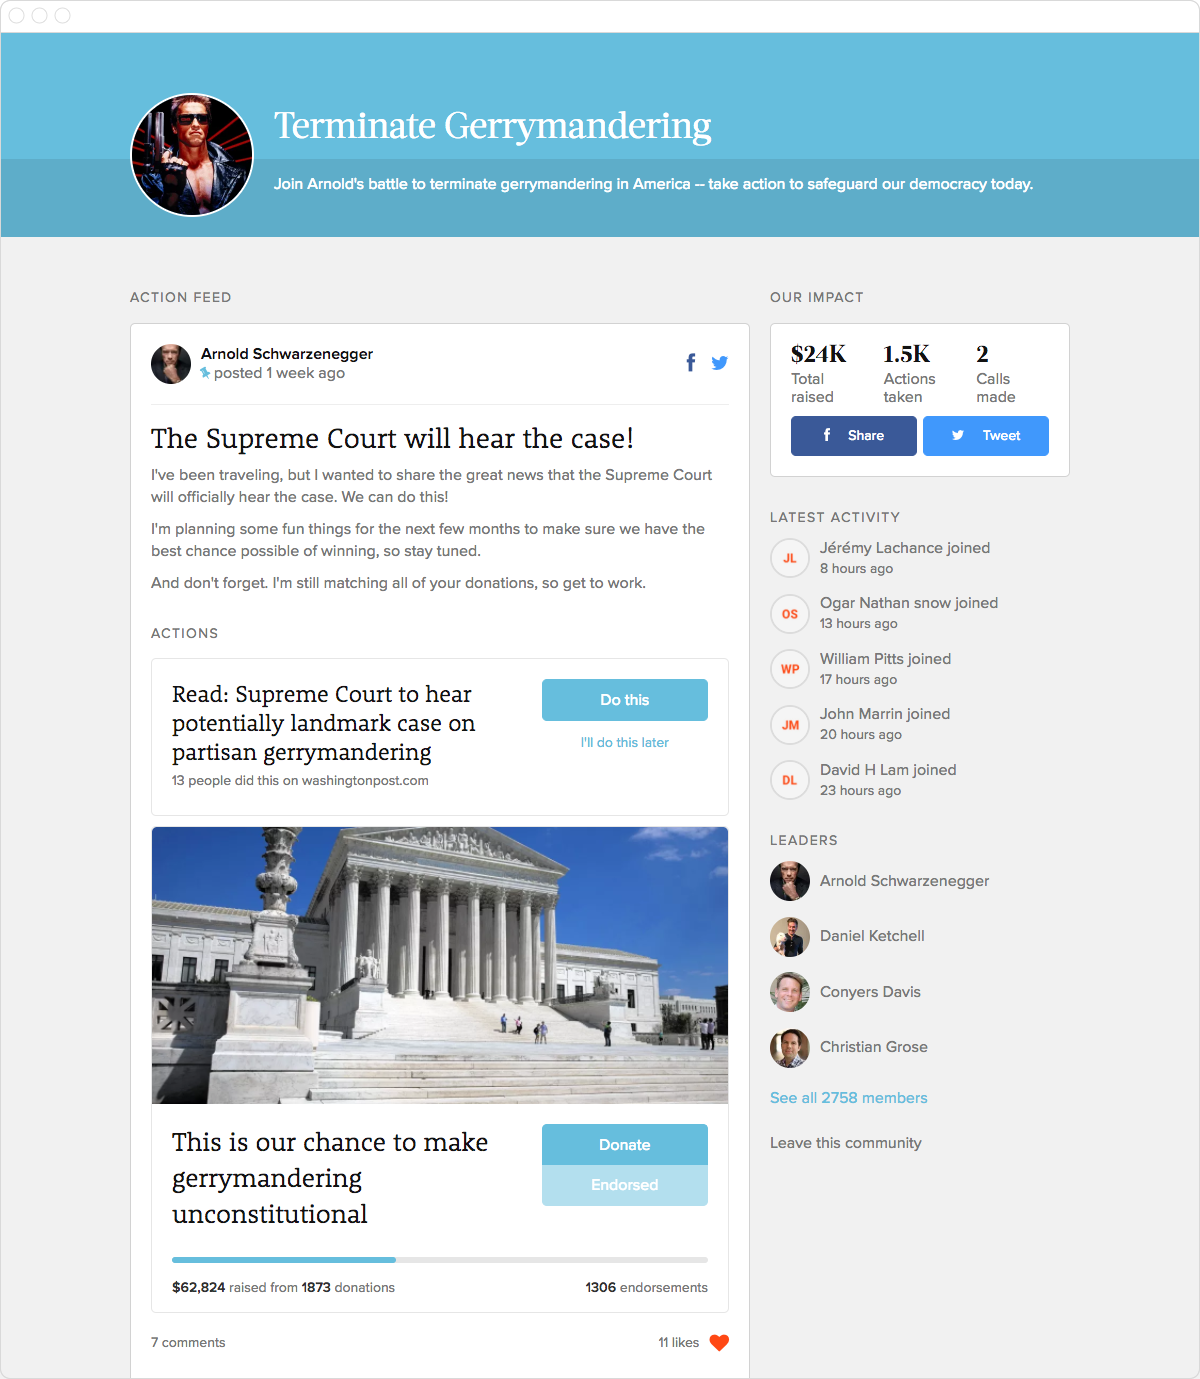 Terminate Gerrymandering
Join Arnold's battle to terminate gerrymandering in America -- take action to safeguard our democracy today.
ACTION FEED
Arnold Schwarzenegger
posted 1 week ago
The Supreme Court will hear the case!
I've been traveling, but I wanted to share the great news that the Supreme Court
will officially hear the case. We can do this!
I'm planning some fun things for the next few months to make sure we have the
best chance possible of winning, so stay tuned.
And don't forget. I'm still matching all of your donations, so get to work.
ACTIONS
Read: Supreme Court to hear
potentially landmark case on
partisan gerrymandering
13 people did this on washingtonpost.com
Do this
I'll do this later
This is our chance to make
gerrymandering
unconstitutional
Donate
Endorsed
$62,824 raised from 1873 donations
1306 endorsements
7 comments
11 likes
OUR IMPACT
$24K 1.5K 2
Total Actions Calls
raised taken made
Share
Tweet
LATEST ACTIVITY
JL
Jérémy Lachance joined
8 hours ago
OS
Ogar Nathan snow joined
13 hours ago
WP
William Pitts joined
17 hours ago
JM
John Marrin joined
20 hours ago
DL
David H Lam joined
23 hours ago
LEADERS
Arnold Schwarzenegger
Daniel Ketchell
Conyers Davis
Christian Grose
See all 2758 members
Leave this community